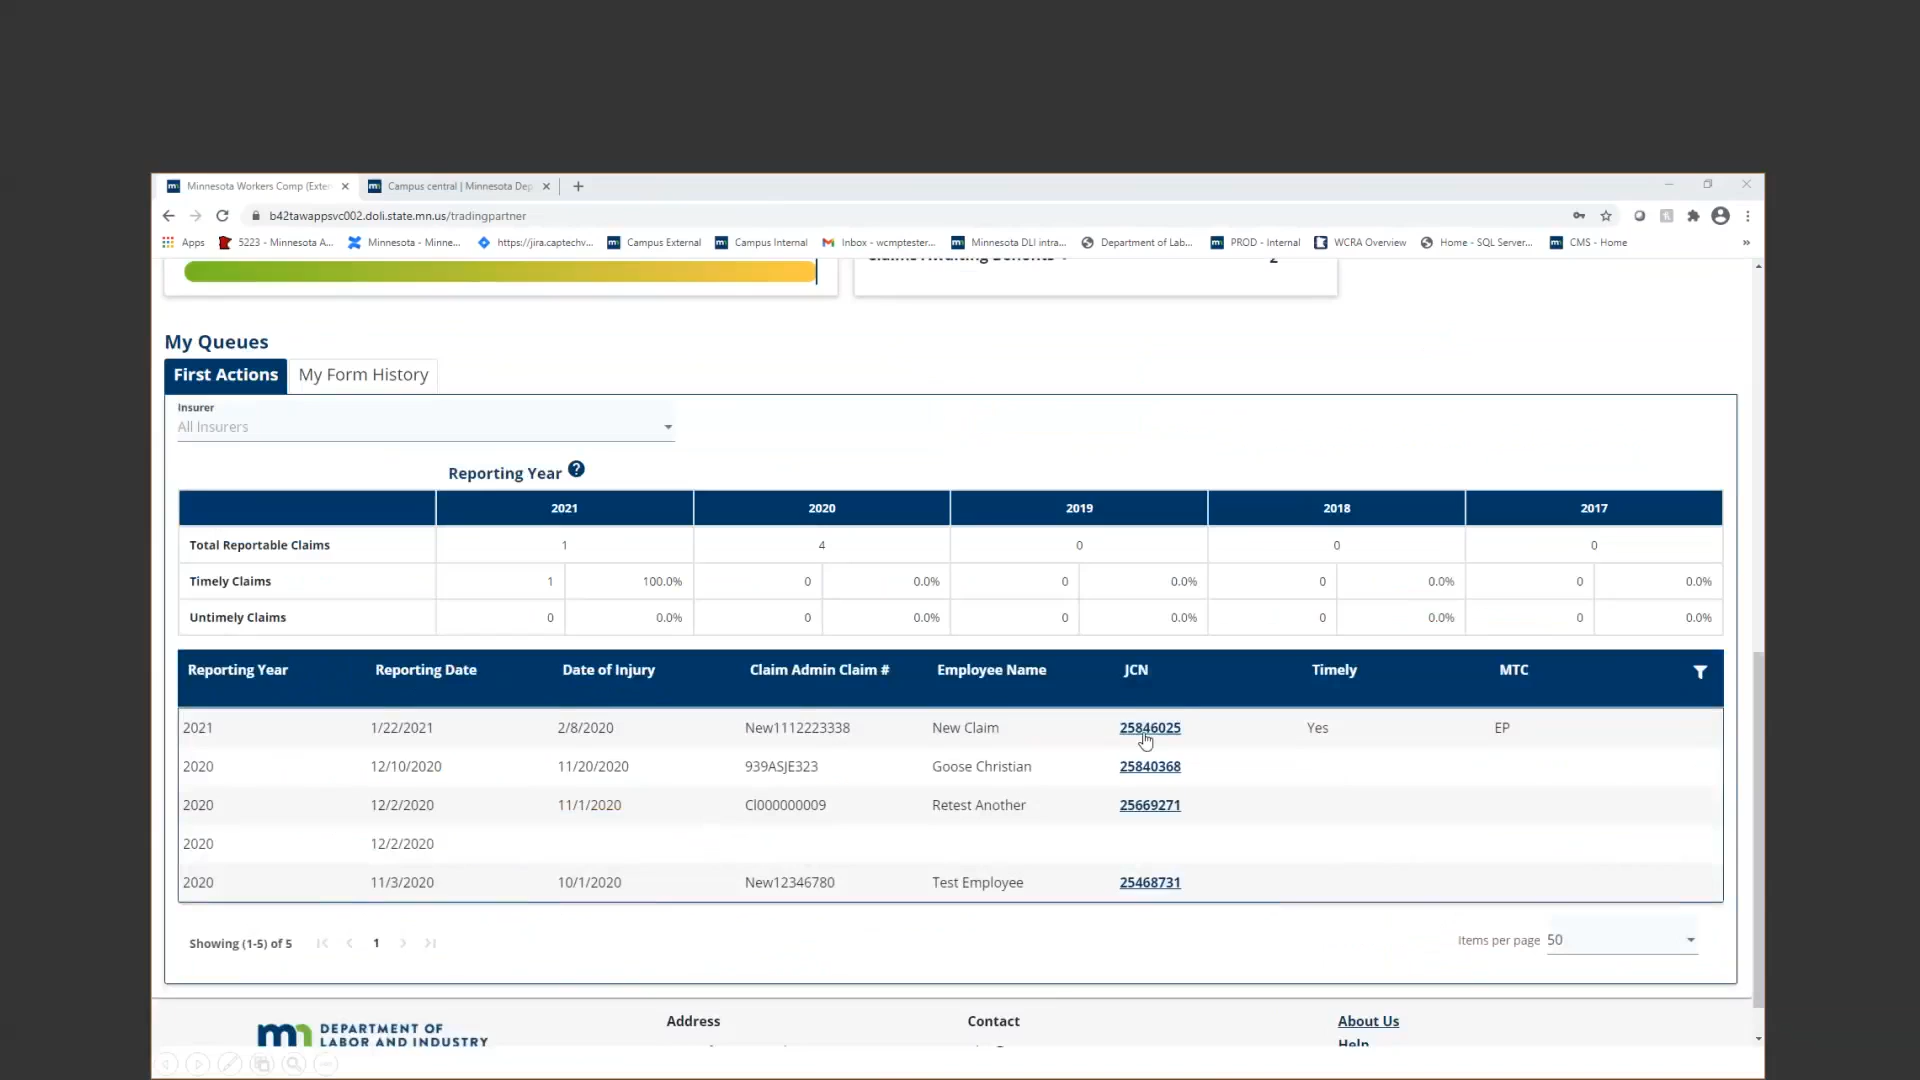 Minnesota Workers Comp (Exter
Campus central | Minnesota Dep
b42tawappsvc002.doli.state.mn.us/tradingpartner
Apps 5223 - Minnesota A... Minnesota - Minne... https://jira.captechv... Campus External Campus Internal Inbox - wcmptester... Minnesota DLI intra... Department of Lab... PROD - Internal WCRA Overview Home - SQL Server... CMS - Home »
Claims Awaiting Benefits 2
My Queues
First Actions My Form History
Insurer
All Insurers
Reporting Year ?
2021 2020 2019 2018 2017
Total Reportable Claims 1 4 0 0 0
Timely Claims 1 100.0% 0 0.0% 0 0.0% 0 0.0% 0 0.0%
Untimely Claims 0 0.0% 0 0.0% 0 0.0% 0 0.0% 0 0.0%
Reporting Year Reporting Date Date of Injury Claim Admin Claim # Employee Name JCN Timely MTC
2021 1/22/2021 2/8/2020 New1112223338 New Claim 25846025 Yes EP
2020 12/10/2020 11/20/2020 939ASJE323 Goose Christian 25840368
2020 12/2/2020 11/1/2020 Cl000000009 Retest Another 25669271
2020 12/2/2020
2020 11/3/2020 10/1/2020 New12346780 Test Employee 25468731
Showing (1-5) of 5 1 Items per page 50
mn DEPARTMENT OF
LABOR AND INDUSTRY
Address Contact About Us
Help